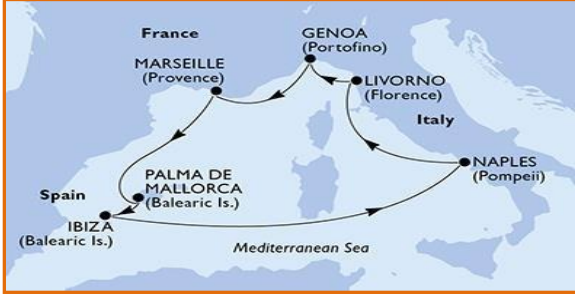 France
GENOA
(Portofino)
MARSEILLE
(Provence)
LIVORNO
(Florence)
Italy
NAPLES
(Pompeii)
Spain
PALMA DE
MALLORCA
(Balearic Is.)
IBIZA
(Balearic Is.)
Mediterranean Sea